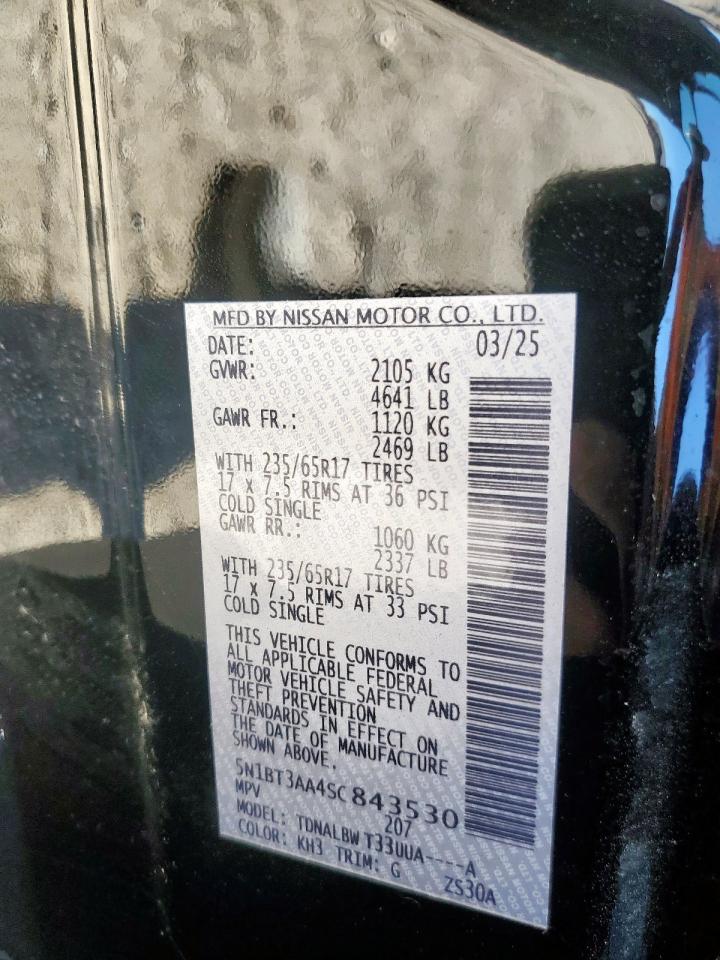 MFD BY NISSAN MOTOR CO., LTD.
DATE: 03/25
GVWR: 2105 KG
4641 LB
GAWR FR.: 1120 KG
2469 LB
WITH 235/65R17 TIRES
17 X 7.5 RIMS AT 36 PSI
COLD SINGLE
GAWR RR.: 1060 KG
2337 LB
WITH 235/65R17 TIRES
17 X 7.5 RIMS AT 33 PSI
COLD SINGLE
THIS VEHICLE CONFORMS TO
ALL APPLICABLE FEDERAL
MOTOR VEHICLE SAFETY AND
THEFT PREVENTION
STANDARDS IN EFFECT ON
THE DATE OF MANUFACTURE
SHOWN ABOVE.
5N1BT3AA4SC843530
MPV 207
MODEL: TDNALBW T33UUA----A
COLOR: KH3 TRIM: G ZS30A